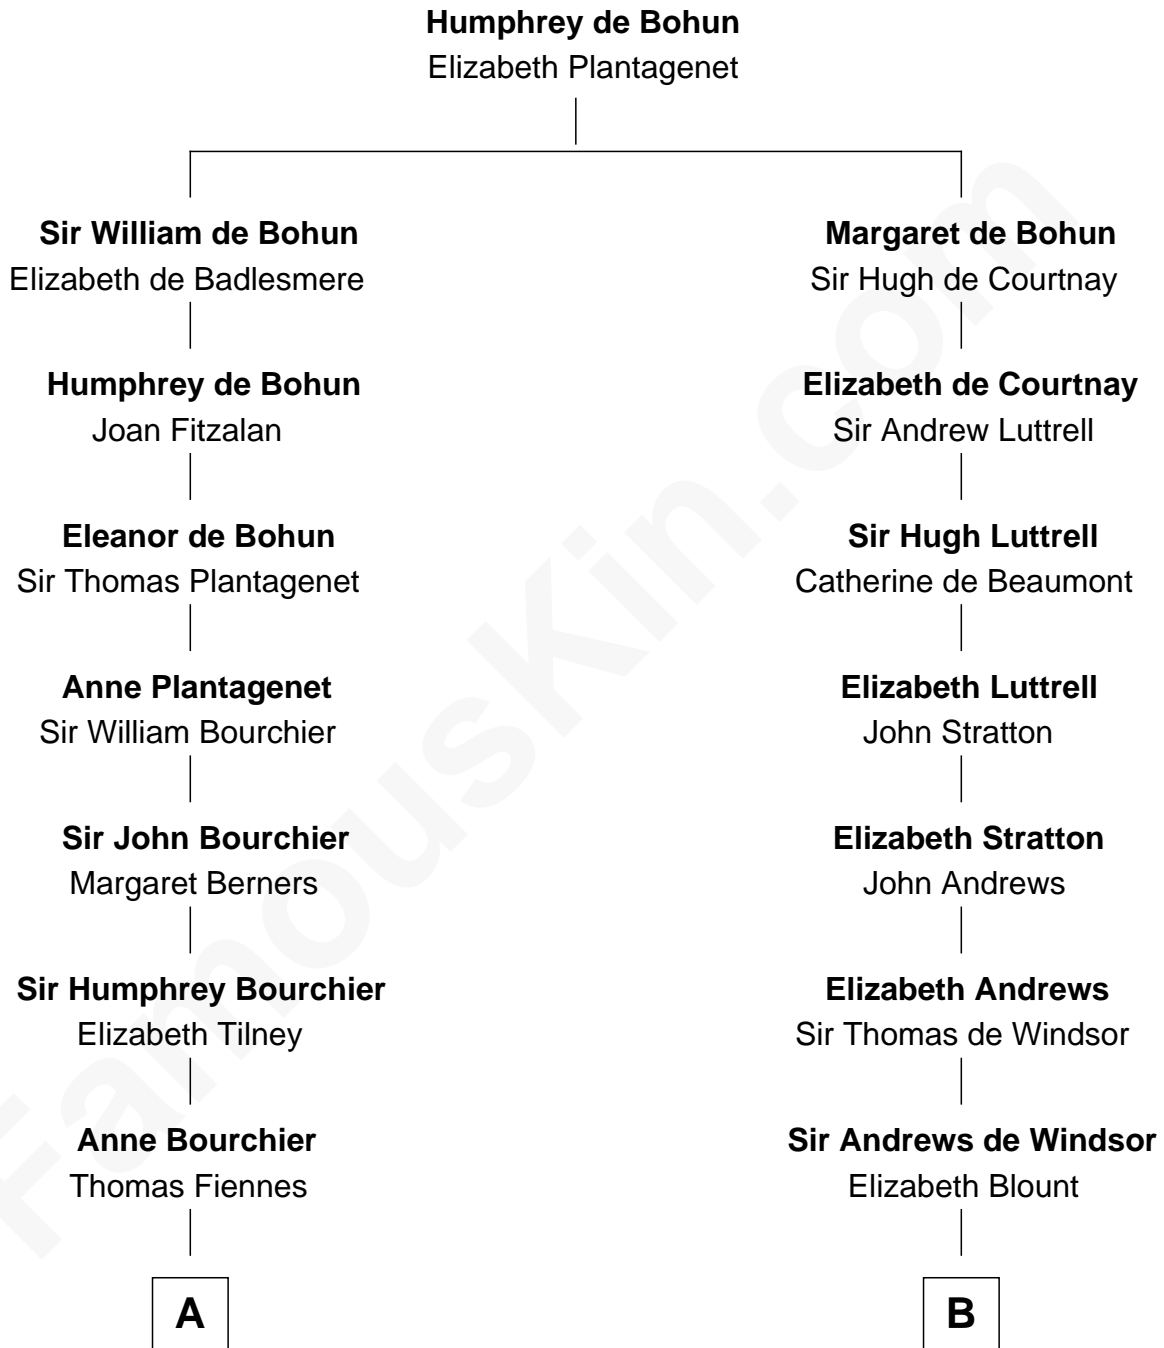 Humphrey de Bohun
Elizabeth Plantagenet
Sir William de Bohun
Elizabeth de Badlesmere
Margaret de Bohun
Sir Hugh de Courtnay
Humphrey de Bohun
Joan Fitzalan
Elizabeth de Courtnay
Sir Andrew Luttrell
Eleanor de Bohun
Sir Thomas Plantagenet
Sir Hugh Luttrell
Catherine de Beaumont
Anne Plantagenet
Sir William Bourchier
Elizabeth Luttrell
John Stratton
Sir John Bourchier
Margaret Berners
Elizabeth Stratton
John Andrews
Sir Humphrey Bourchier
Elizabeth Tilney
Elizabeth Andrews
Sir Thomas de Windsor
Anne Bourchier
Thomas Fiennes
Sir Andrews de Windsor
Elizabeth Blount
A
B
FamousKin.com